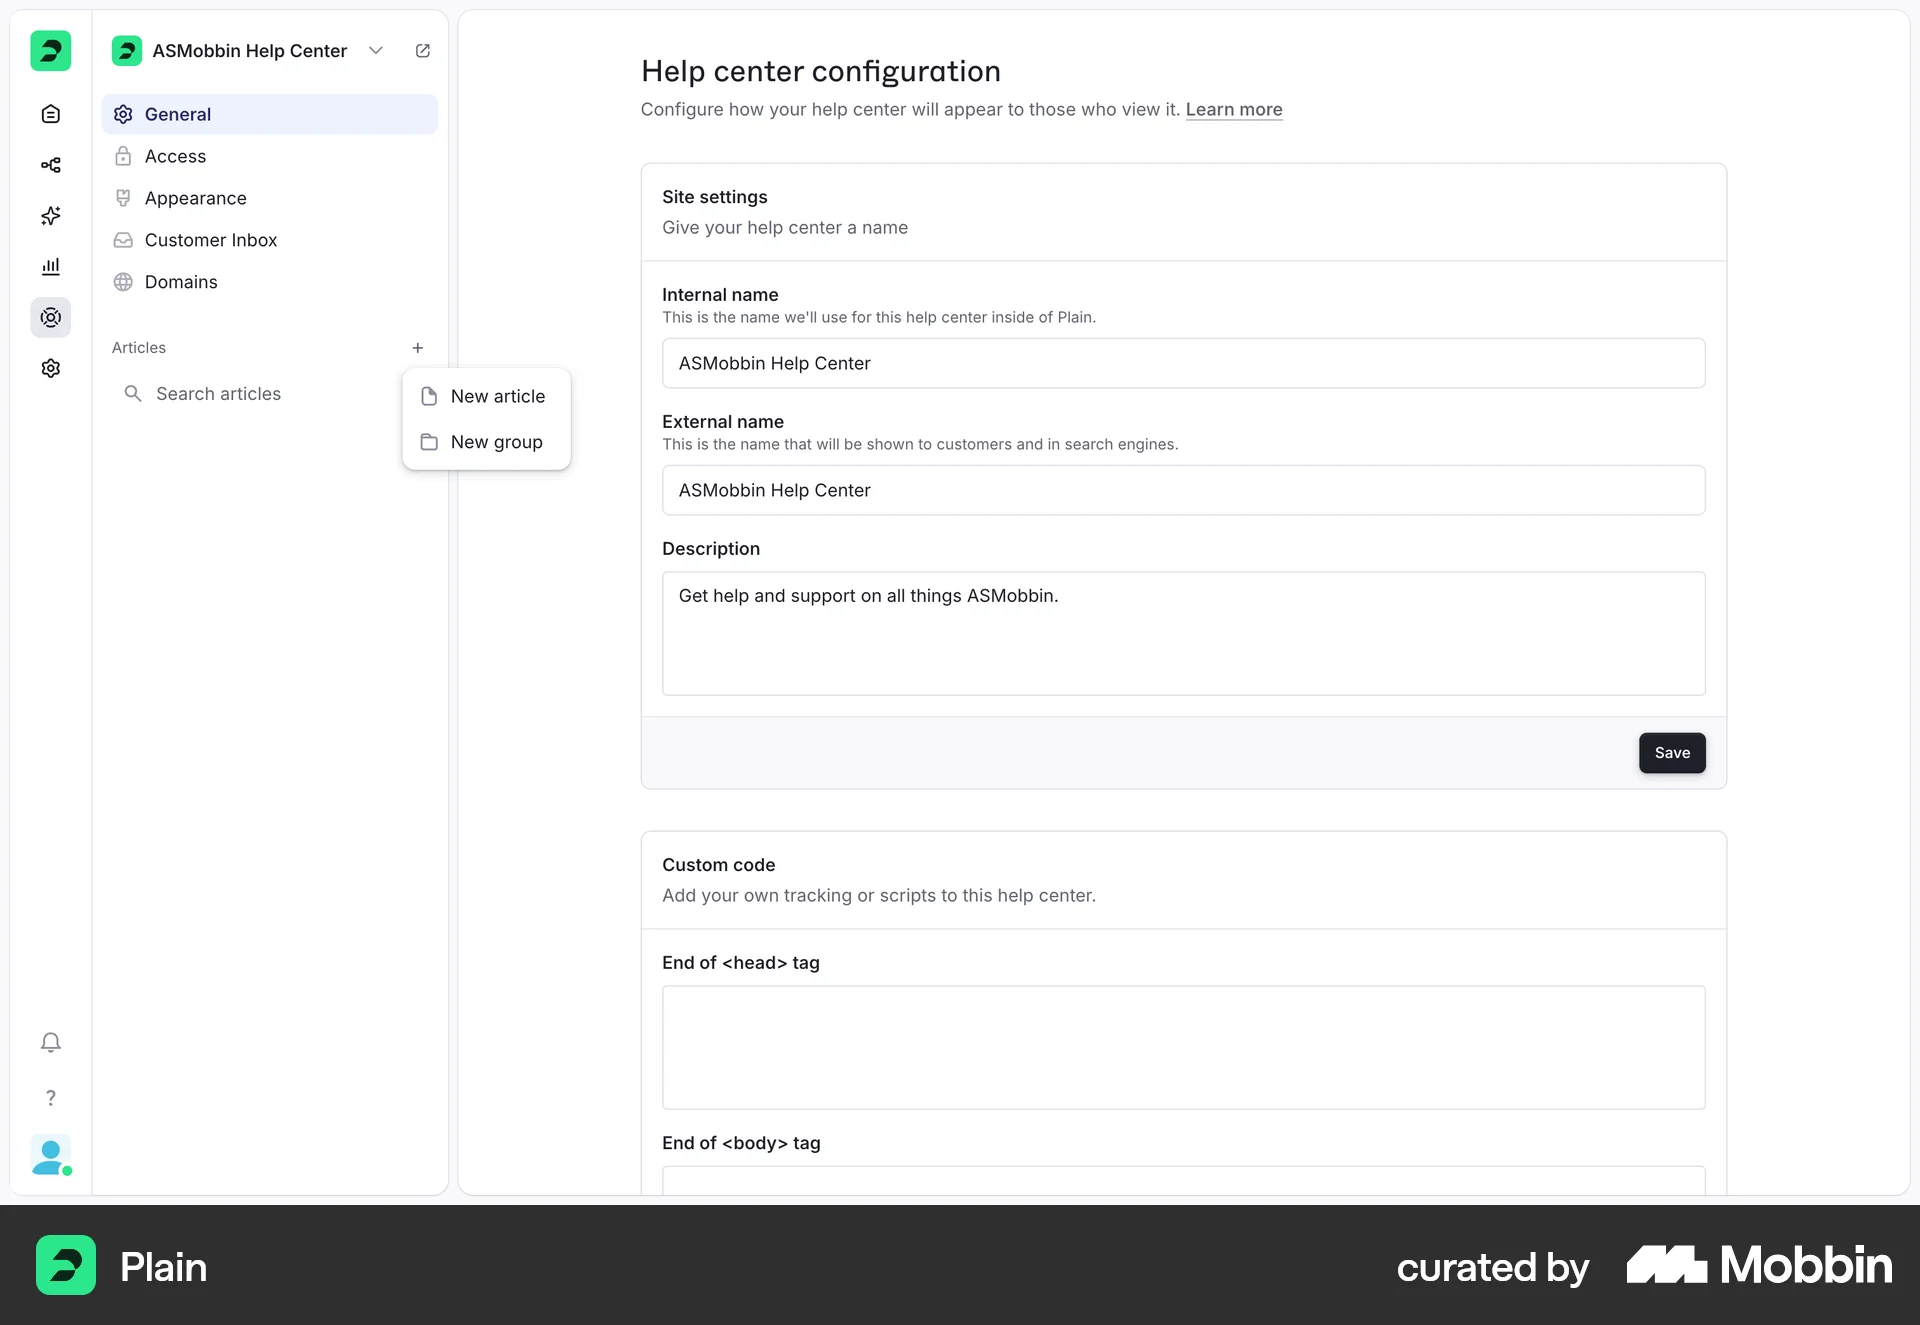 ASMobbin Help Center
General
Access
Appearance
Customer Inbox
Domains
Articles
Search articles
New article
New group
Help center configuration
Configure how your help center will appear to those who view it. Learn more
Site settings
Give your help center a name
Internal name
This is the name we'll use for this help center inside of Plain.
ASMobbin Help Center
External name
This is the name that will be shown to customers and in search engines.
ASMobbin Help Center
Description
Get help and support on all things ASMobbin.
Save
Custom code
Add your own tracking or scripts to this help center.
End of <head> tag
End of <body> tag
?
Plain
curated by Mobbin